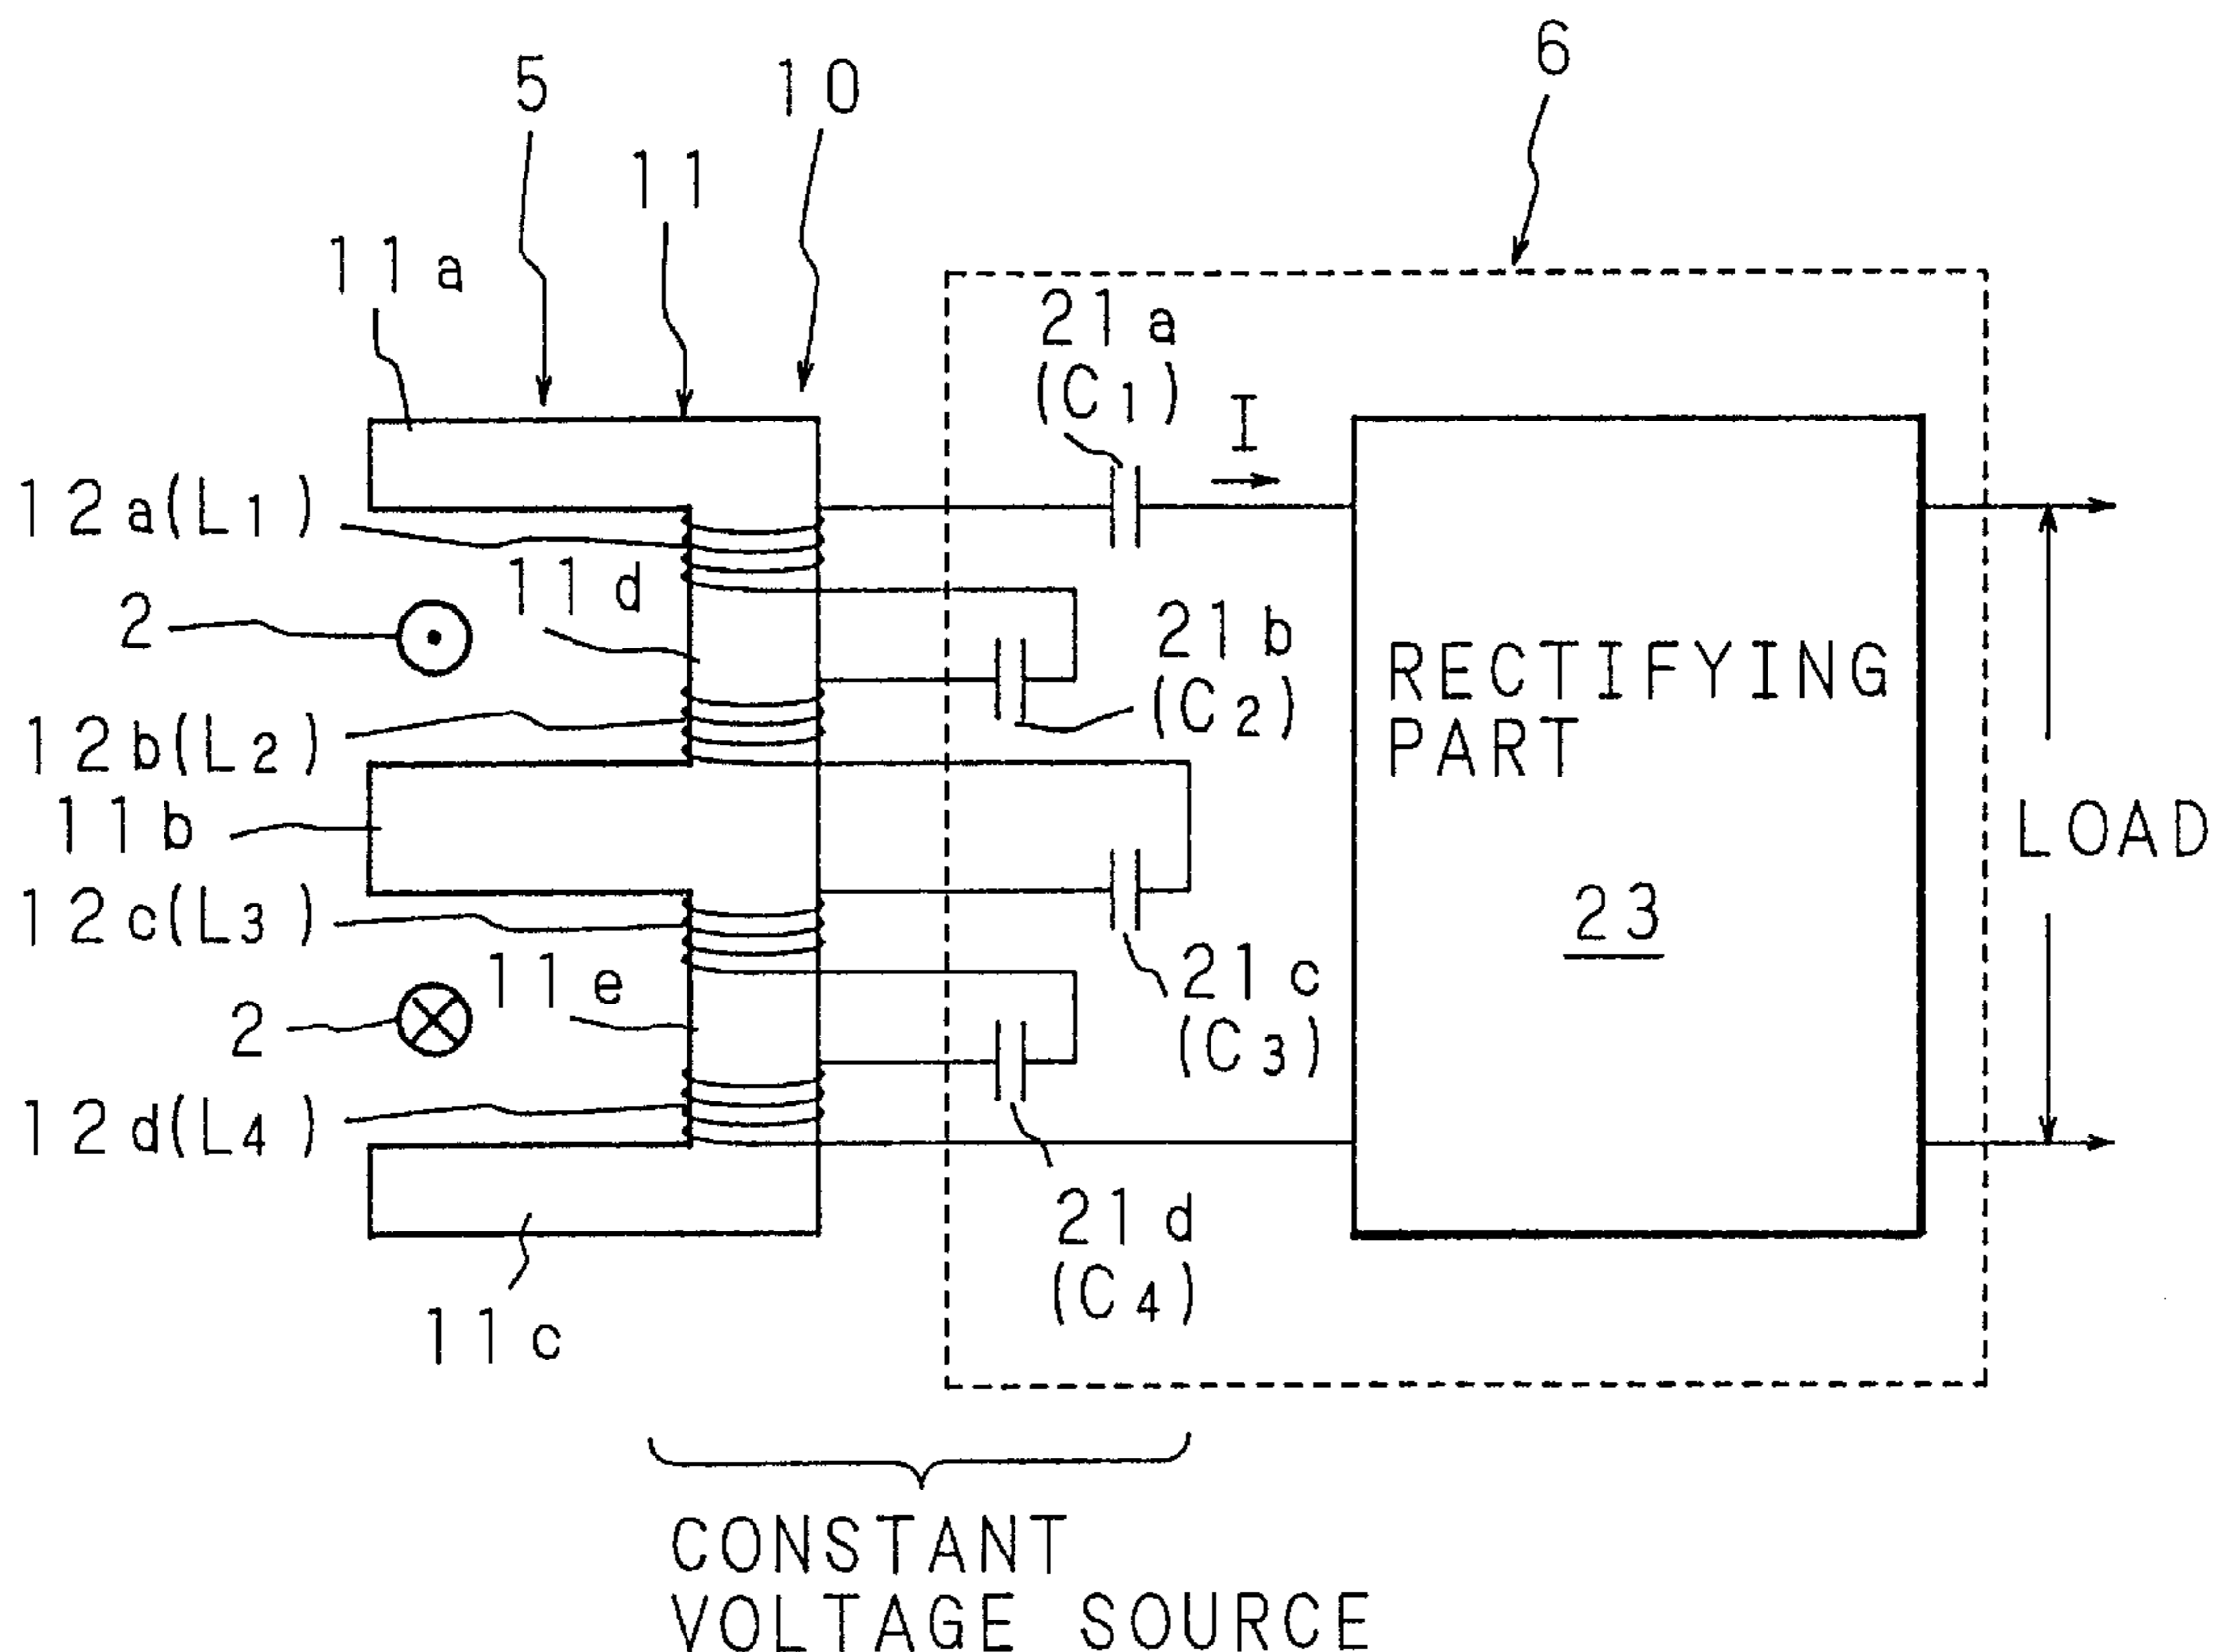 6
5
10
11
11a
21a
(C1)
I
12a(L1)
11d
2
21b
(C2)
RECTIFYING
PART
12b(L2)
11b
LOAD
12c(L3)
23
11e
21c
(C3)
2
12d(L4)
21d
(C4)
11c
CONSTANT
VOLTAGE SOURCE